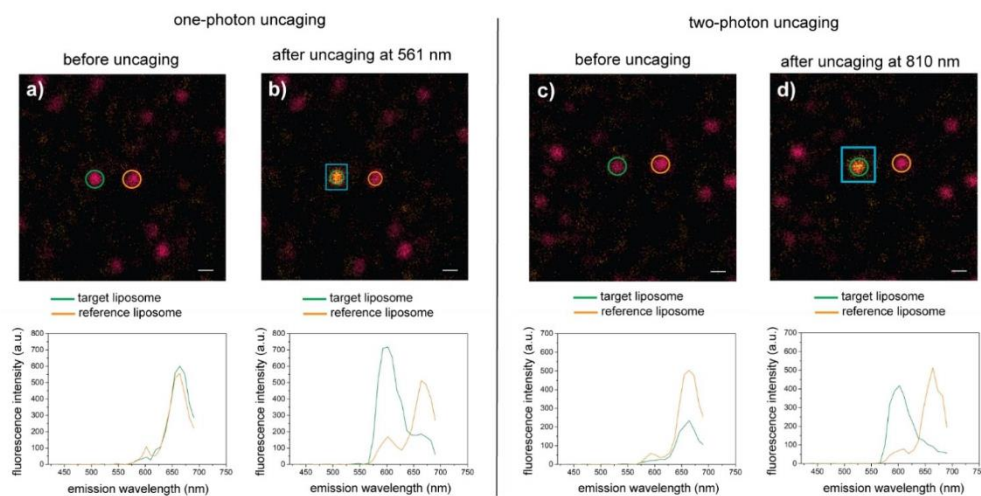 one-photon uncaging
two-photon uncaging
before uncaging
after uncaging at 561 nm
before uncaging
after uncaging at 810 nm
a)
b)
c)
d)
target liposome
reference liposome
target liposome
reference liposome
target liposome
reference liposome
target liposome
reference liposome
fluorescence intensity (a.u.)
800
700
600
500
400
300
200
100
0
450 500 550 600 650 700 750
emission wavelength (nm)
fluorescence intensity (a.u.)
800
700
600
500
400
300
200
100
0
450 500 550 600 650 700 750
emission wavelength (nm)
fluorescence intensity (a.u.)
800
700
600
500
400
300
200
100
0
450 500 550 600 650 700 750
emission wavelength (nm)
fluorescence intensity (a.u.)
800
700
600
500
400
300
200
100
0
450 500 550 600 650 700 750
emission wavelength (nm)